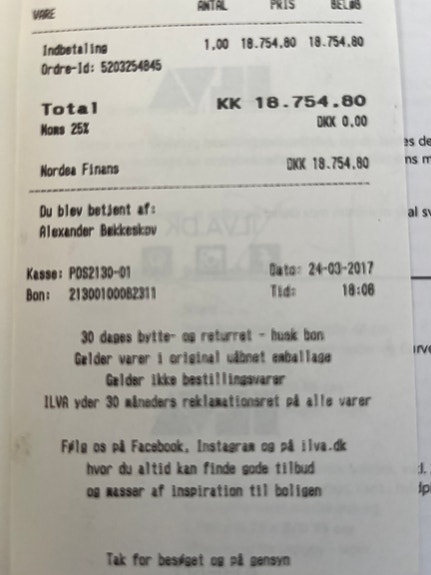 VARE ANTAL PRIS BELØB
Indbetaling 1,00 18.754,80 18.754,80
Ordre-Id: 5203254845
Total KK 18.754,80
Moms 25% DKK 0,00
Nordea Finans DKK 18.754,80
Du blev betjent af:
Alexander Bækkeskov
Kasse: POS2130-01 Dato: 24-03-2017
Bon: 21300100062311 Tid: 18:08
30 dages bytte- og returret - husk bon
Gælder varer i original uåbnet emballage
Gælder ikke bestillingsvarer
ILVA yder 30 måneders reklamationsret på alle varer
Følg os på Facebook, Instagram og på ilva.dk
hvor du altid kan finde gode tilbud
og masser af inspiration til boligen
Tak for besøget og på gensyn